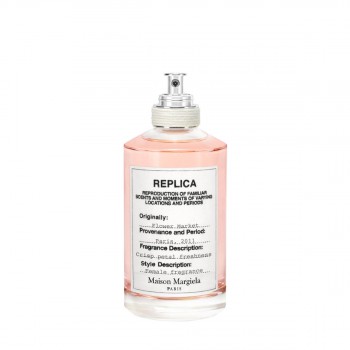 REPLICA
REPRODUCTION OF FAMILIAR
SCENTS AND MOMENTS OF VARYING
LOCATIONS AND PERIODS
Originally:
Flower Market
Provenance and Period:
Paris, 2011
Fragrance Description:
Crisp petal freshness
Style Description:
Female fragrance
Maison Margiela
PARIS